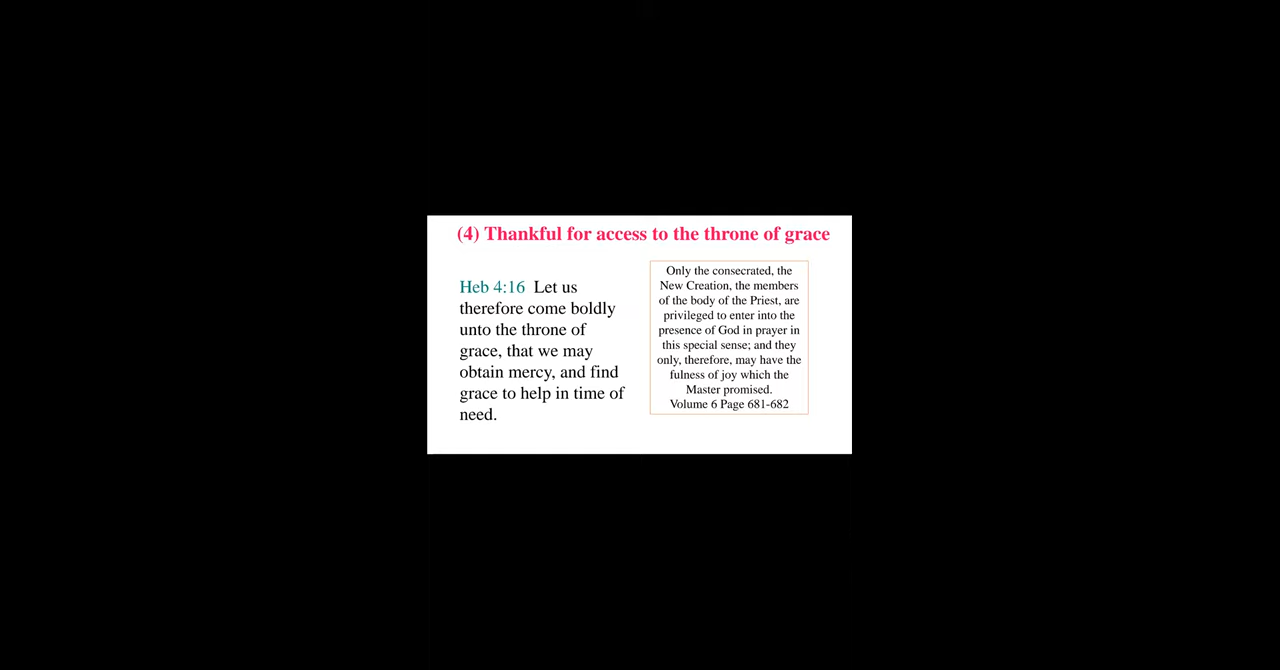 (4) Thankful for access to the throne of grace
Heb 4:16 Let us
therefore come boldly
unto the throne of
grace, that we may
obtain mercy, and find
grace to help in time of
need.
Only the consecrated, the
New Creation, the members
of the body of the Priest, are
privileged to enter into the
presence of God in prayer in
this special sense; and they
only, therefore, may have the
fulness of joy which the
Master promised.
Volume 6 Page 681-682